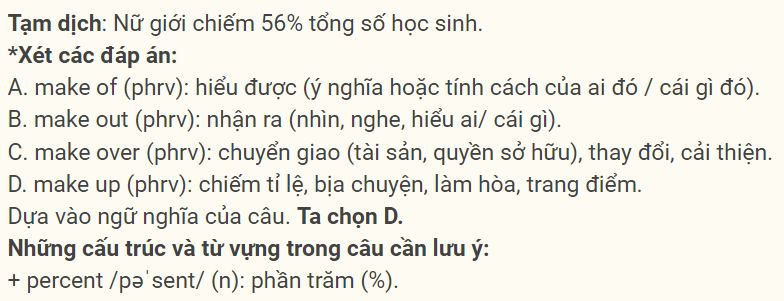 Tạm dịch: Nữ giới chiếm 56% tổng số học sinh.
*Xét các đáp án:
A. make of (phrv): hiểu được (ý nghĩa hoặc tính cách của ai đó / cái gì đó).
B. make out (phrv): nhận ra (nhìn, nghe, hiểu ai/ cái gì).
C. make over (phrv): chuyển giao (tài sản, quyền sở hữu), thay đổi, cải thiện.
D. make up (phrv): chiếm tỉ lệ, bịa chuyện, làm hòa, trang điểm.
Dựa vào ngữ nghĩa của câu. Ta chọn D.
Những cấu trúc và từ vựng trong câu cần lưu ý:
+ percent /pəˈsent/ (n): phần trăm (%).